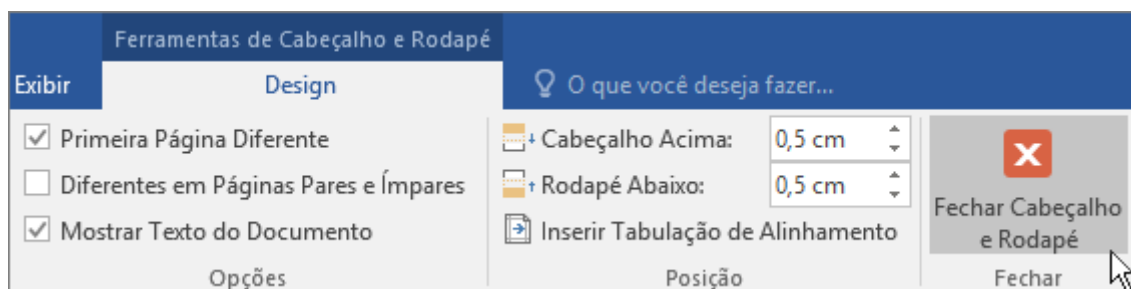 Ferramentas de Cabeçalho e Rodapé
Exibir
Design
O que você deseja fazer...
Primeira Página Diferente
Diferentes em Páginas Pares e Ímpares
Mostrar Texto do Documento
Opções
Cabeçalho Acima: 0,5 cm
Rodapé Abaixo: 0,5 cm
Inserir Tabulação de Alinhamento
Posição
Fechar Cabeçalho
e Rodapé
Fechar